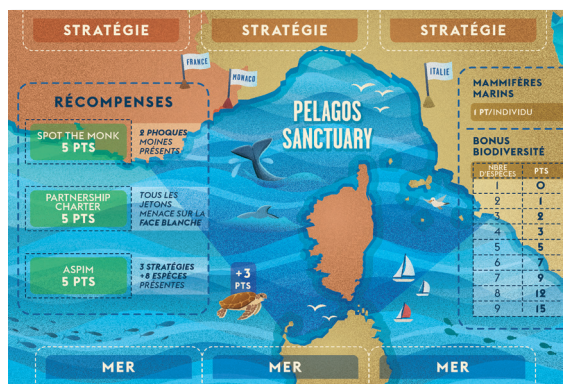 STRATÉGIE
STRATÉGIE
STRATÉGIE
FRANCE
MONACO
ITALIE
RÉCOMPENSES
SPOT THE MONK
5 PTS
2 PHOQUES
MOINES
PRÉSENTS
PARTNERSHIP
CHARTER
5 PTS
TOUS LES
JETONS
MENACE SUR LA
FACE BLANCHE
ASPIM
5 PTS
3 STRATÉGIES
+8 ESPÈCES
PRÉSENTES
PELAGOS
SANCTUARY
+3
PTS
MAMMIFÈRES
MARINS
1 PT/INDIVIDU
BONUS
BIODIVERSITÉ
NBRE
D'ESPÈCES
PTS
1 0
2 1
3 2
4 3
5 5
6 7
7 9
8 12
9 15
MER
MER
MER